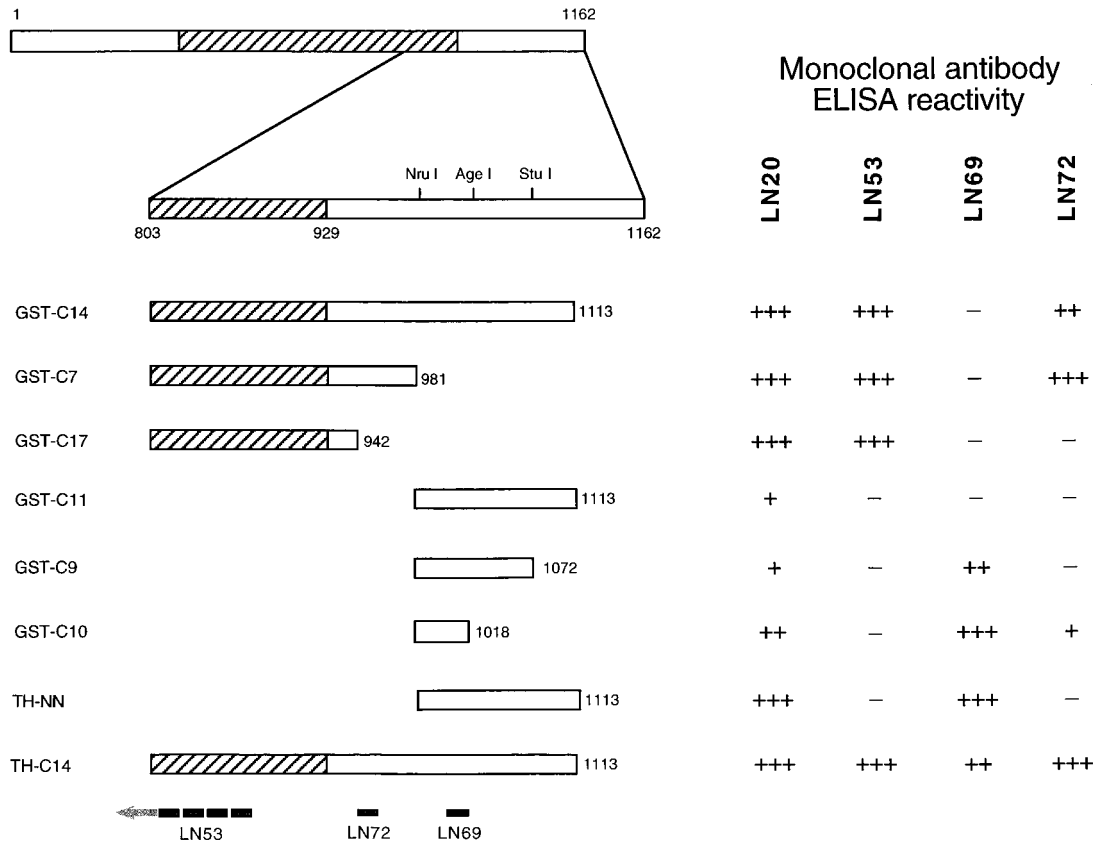 1 1162
Monoclonal antibody
ELISA reactivity
LN20 LN53 LN69 LN72
Nru I Age I Stu I
803 929 1162
GST-C14 1113 +++ +++ – ++
GST-C7 981 +++ +++ – +++
GST-C17 942 +++ +++ – –
GST-C11 1113 + – – –
GST-C9 1072 + – ++ –
GST-C10 1018 ++ – +++ +
TH-NN 1113 +++ – +++ –
TH-C14 1113 +++ +++ ++ +++
LN53 LN72 LN69